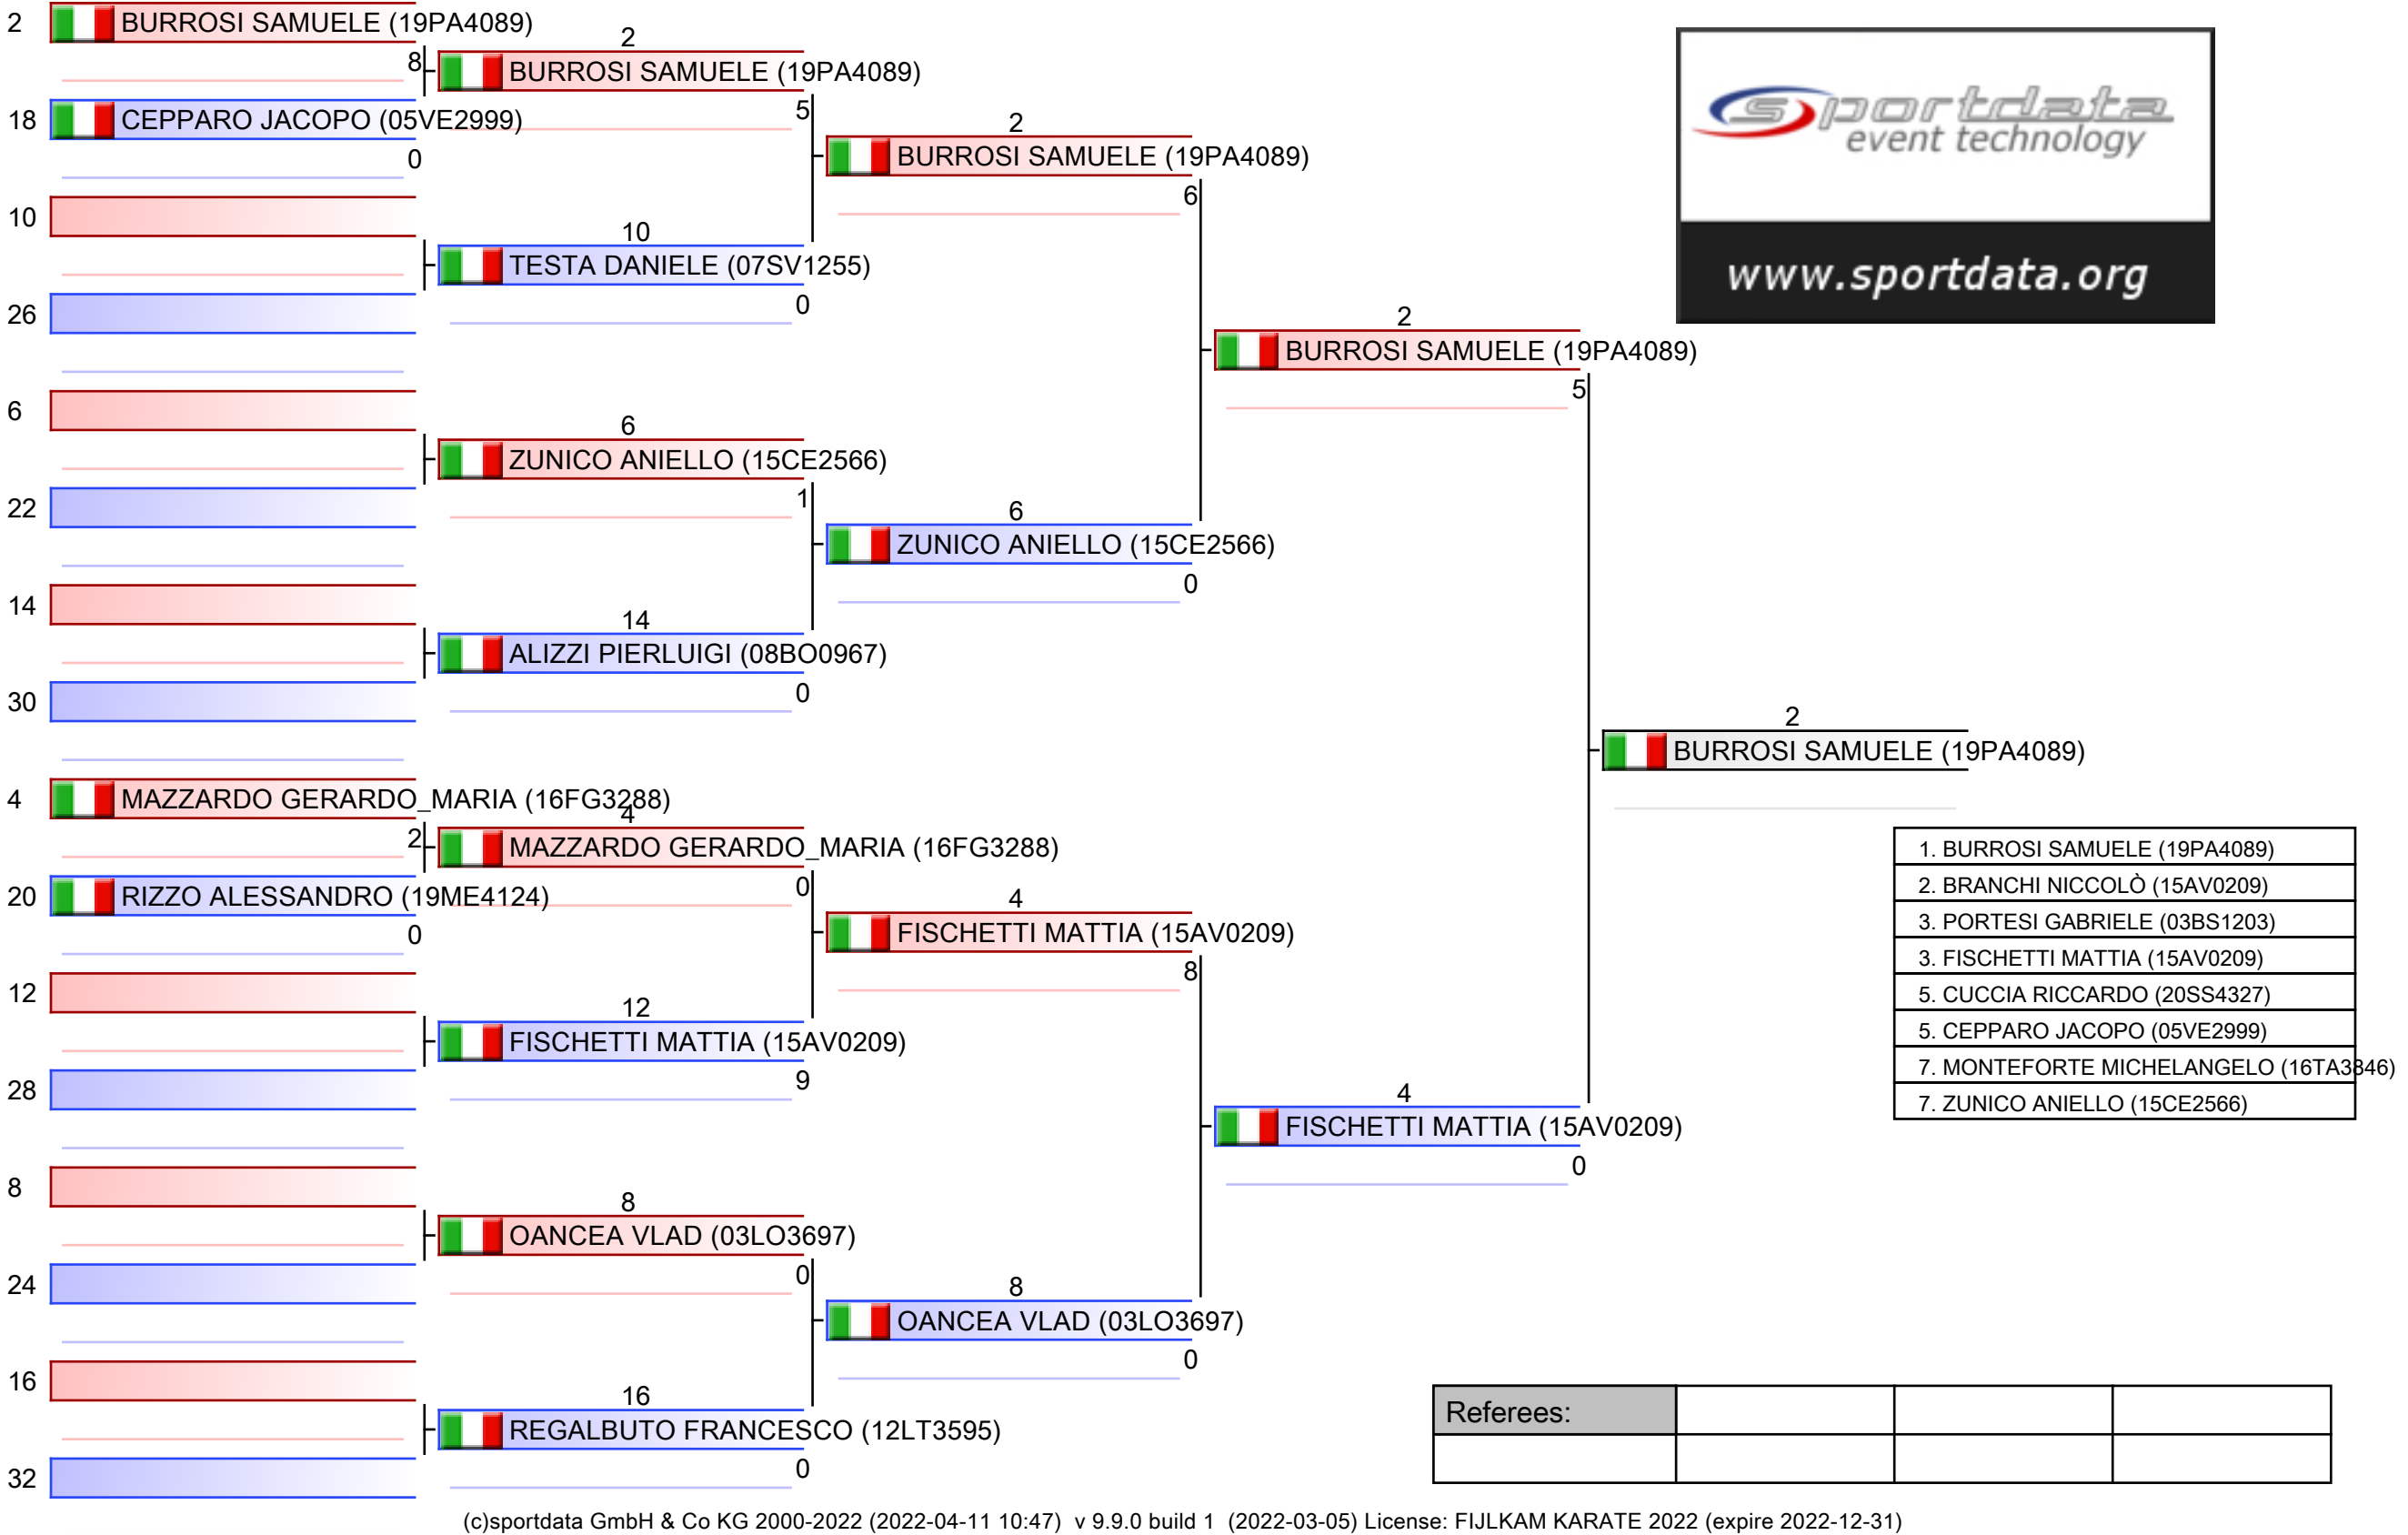 2 BURROSI SAMUELE (19PA4089)
8
18 CEPPARO JACOPO (05VE2999)
0
10
26
6
22
14
30
4 MAZZARDO GERARDO_MARIA (16FG3288)
2
20 RIZZO ALESSANDRO (19ME4124)
0
12
28
8
24
16
32
2
BURROSI SAMUELE (19PA4089)
5
10
TESTA DANIELE (07SV1255)
0
6
ZUNICO ANIELLO (15CE2566)
1
14
ALIZZI PIERLUIGI (08BO0967)
0
4
MAZZARDO GERARDO_MARIA (16FG3288)
0
12
FISCHETTI MATTIA (15AV0209)
9
8
OANCEA VLAD (03LO3697)
0
16
REGALBUTO FRANCESCO (12LT3595)
0
2
BURROSI SAMUELE (19PA4089)
6
6
ZUNICO ANIELLO (15CE2566)
0
4
FISCHETTI MATTIA (15AV0209)
8
8
OANCEA VLAD (03LO3697)
0
2
BURROSI SAMUELE (19PA4089)
5
4
FISCHETTI MATTIA (15AV0209)
0
2
BURROSI SAMUELE (19PA4089)
sportdata
event technology
www.sportdata.org
1. BURROSI SAMUELE (19PA4089)
2. BRANCHI NICCOLÒ (15AV0209)
3. PORTESI GABRIELE (03BS1203)
3. FISCHETTI MATTIA (15AV0209)
5. CUCCIA RICCARDO (20SS4327)
5. CEPPARO JACOPO (05VE2999)
7. MONTEFORTE MICHELANGELO (16TA3846)
7. ZUNICO ANIELLO (15CE2566)
Referees:
(c)sportdata GmbH & Co KG 2000-2022 (2022-04-11 10:47) v 9.9.0 build 1 (2022-03-05) License: FIJLKAM KARATE 2022 (expire 2022-12-31)